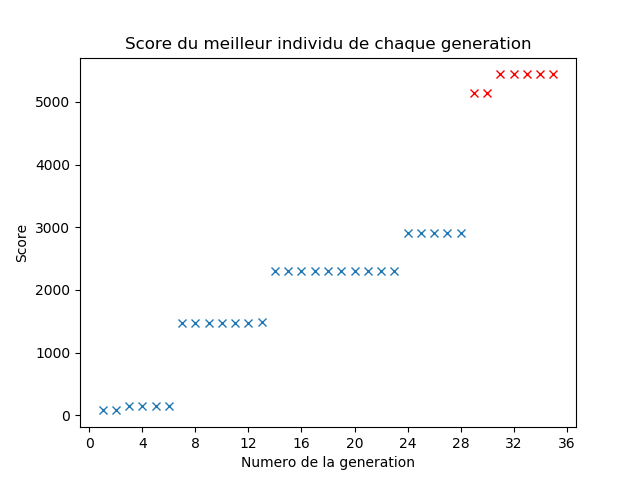 Score du meilleur individu de chaque generation
5000
4000
3000
2000
1000
0
Score
0 4 8 12 16 20 24 28 32 36
Numero de la generation